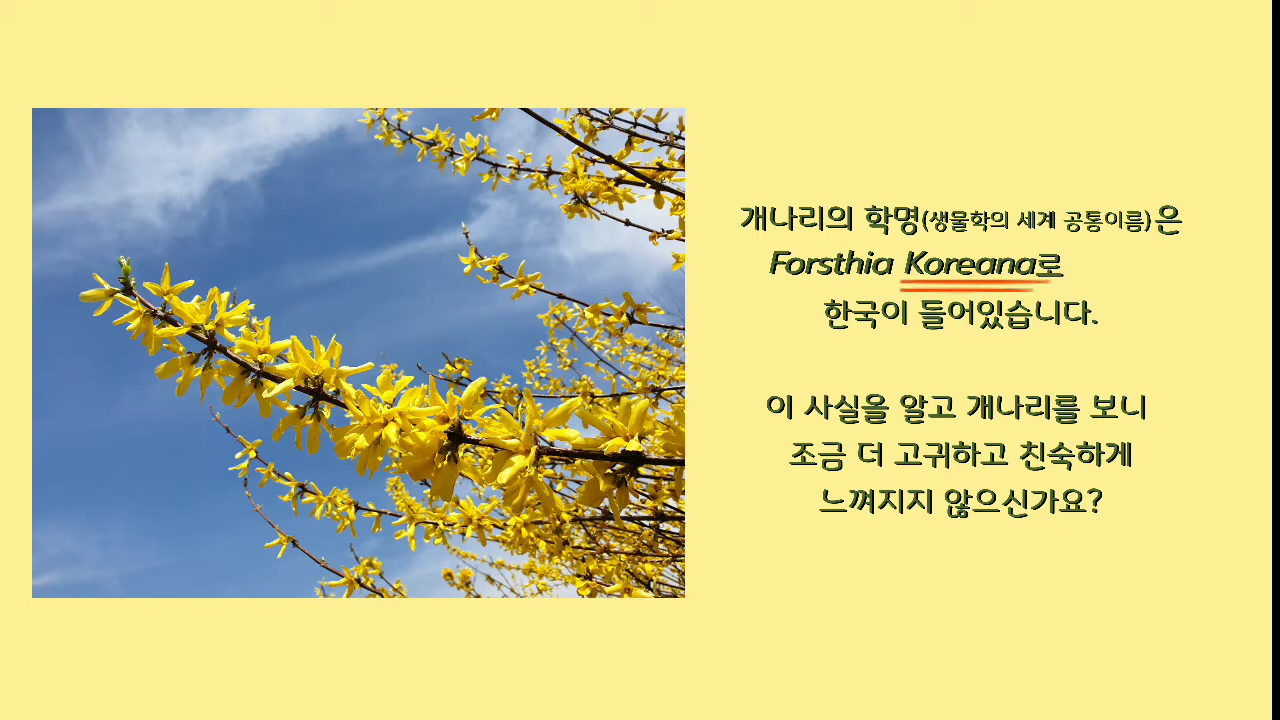 개나리의 학명(생물학의 세계 공통이름)은
Forsthia Koreana로
한국이 들어있습니다.
이 사실을 알고 개나리를 보니
조금 더 고귀하고 친숙하게
느껴지지 않으신가요?